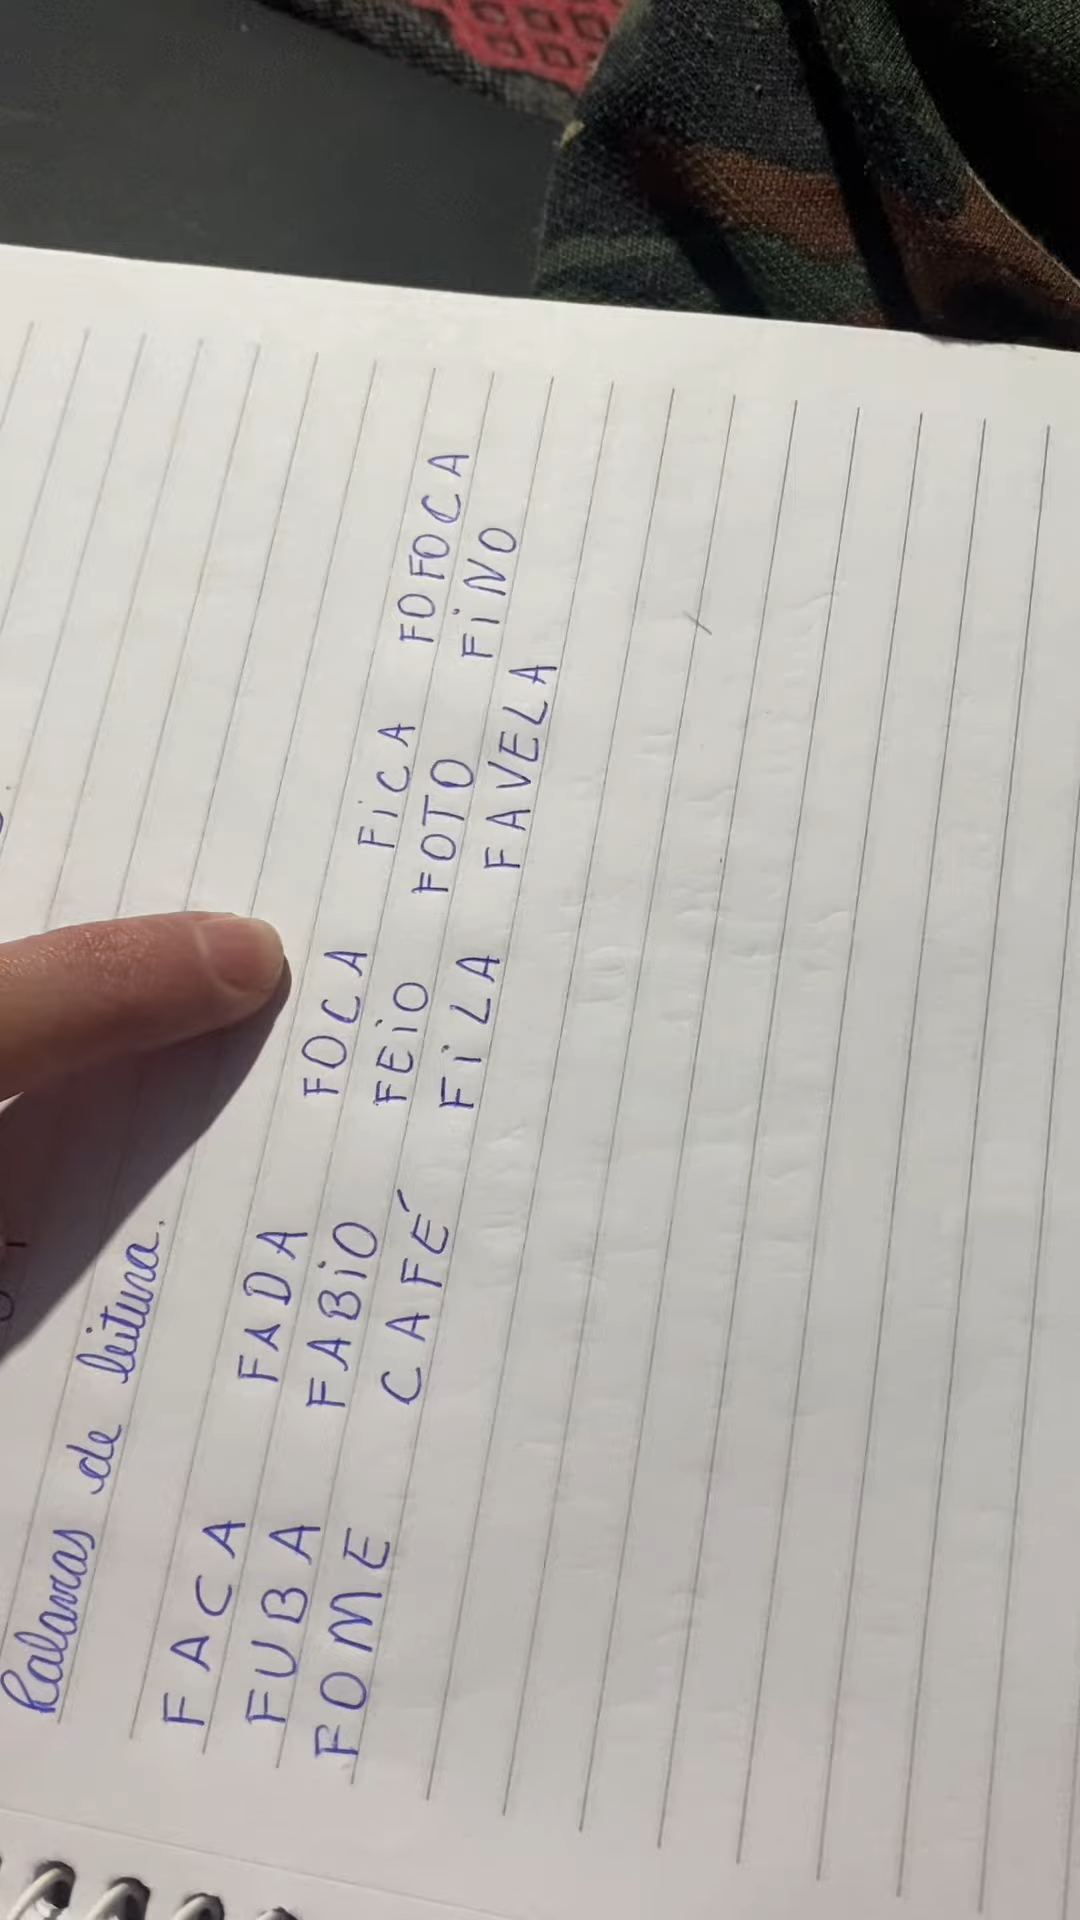 Palavras de leitura.
FACA FADA FOCA FiCA FOFOCA
FUBA FABiO FEiO FOTO FiNO
FOME CAFÉ FiLA FAVELA